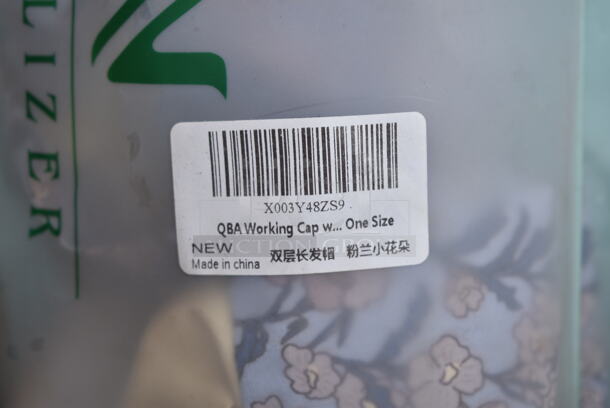 LIZER
X003Y48ZS9
QBA Working Cap w... One Size
NEW
Made in china
双层长发帽 粉兰小花朵